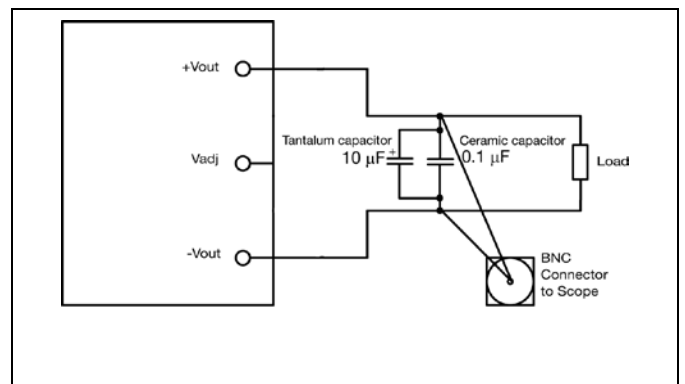 +Vout
Tantalum capacitor
10 µF
+
Ceramic capacitor
0.1 µF
Vadj
Load
-Vout
BNC
Connector
to Scope